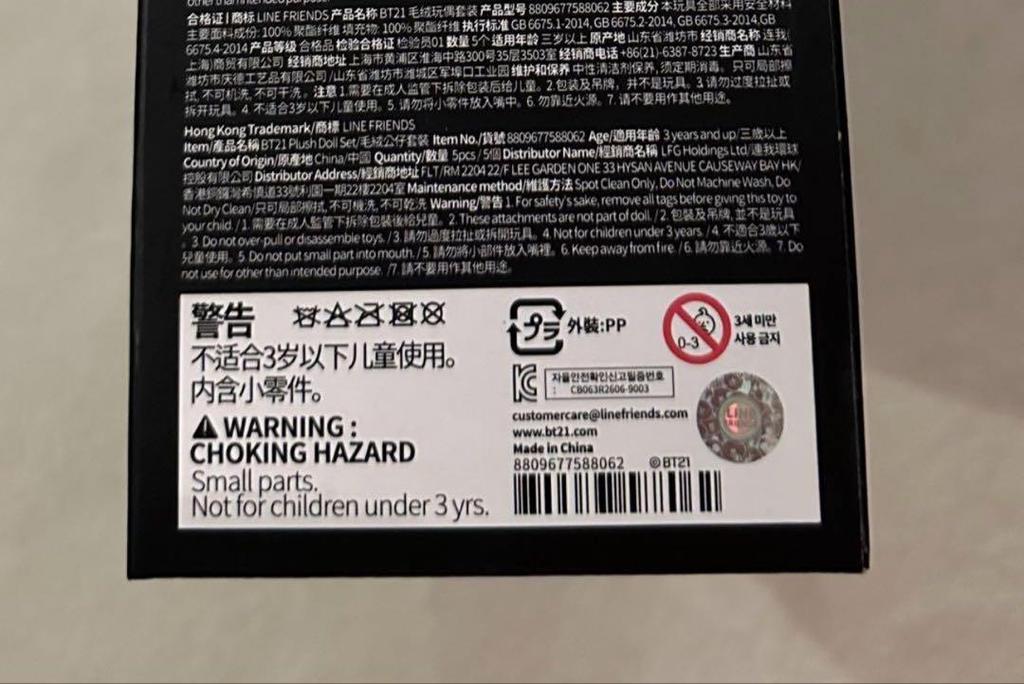 other than intended purpose.
合格证 | 商标 LINE FRIENDS 产品名称 BT21 毛绒玩偶套装 产品型号 8809677588062 主要成分 本玩具全部采用安全材料
主要面料成份: 100% 聚酯纤维 填充物: 100% 聚酯纤维 执行标准 GB 6675.1-2014, GB 6675.2-2014, GB 6675.3-2014,GB
6675.4-2014 产品等级 合格品 检验合格证 检验员01 数量 5个 适用年龄 三岁以上 原产地 山东省潍坊市 经销商名称 连我(
上海)商贸有限公司 经销商地址 上海市黄浦区淮海中路300号35层3503室 经销商电话 +86(21)-6387-8723 生产商 山东省
潍坊市庆德工艺品有限公司/山东省潍坊市潍城区军埠口工业园 维护和保养 中性清洁剂保养, 须定期消毒。只可局部擦
拭, 不可机洗, 不可干洗。注意 1.需要在成人监管下拆除包装后给儿童。2.包装及吊牌, 并不是玩具。3 请勿过度拉扯或
拆开玩具。4. 不适合3岁以下儿童使用。5. 请勿将小零件放入嘴中。6. 勿靠近火源。7. 请不要用作其他用途。
Hong Kong Trademark/商標 LINE FRIENDS
Item/產品名稱 BT21 Plush Doll Set/毛絨公仔套裝 Item No./貨號 8809677588062 Age/適用年齡 3 years and up/三歲以上
Country of Origin/原產地 China/中國 Quantity/數量 5pcs / 5個 Distributor Name/經銷商名稱 LFG Holdings Ltd/連我環球
控股有限公司 Distributor Address/經銷商地址 FLT/RM 2204 22/F LEE GARDEN ONE 33 HYSAN AVENUE CAUSEWAY BAY HK/
香港銅鑼灣希慎道33號利園一期22樓2204室 Maintenance method/維護方法 Spot Clean Only, Do Not Machine Wash, Do
Not Dry Clean/只可局部擦拭, 不可機洗, 不可乾洗 Warning/警告 1. For safety's sake, remove all tags before giving this toy to
your child. / 1. 需要在成人監管下拆除包裝後給兒童。2. These attachments are not part of doll. / 2. 包裝及吊牌, 並不是玩具
. 3 Do not over-pull or disassemble toys. / 3. 請勿過度拉扯或拆開玩具。4. Not for children under 3 years. / 4. 不適合3歲以下
兒童使用。5. Do not put small part into mouth. / 5. 請勿將小部件放入嘴裡。6. Keep away from fire. / 6. 請勿靠近火源。7. Do
not use for other than intended purpose. /7. 請不要用作其他用途。
警告
不适合3岁以下儿童使用。
内含小零件。
WARNING :
CHOKING HAZARD
Small parts.
Not for children under 3 yrs.
プラ 外装:PP
0-3
3세 미만
사용 금지
자율안전확인신고필증번호
: CB063R2606-9003
customercare@linefriends.com
www.bt21.com
Made in China
8809677588062 ©BT21
LINE